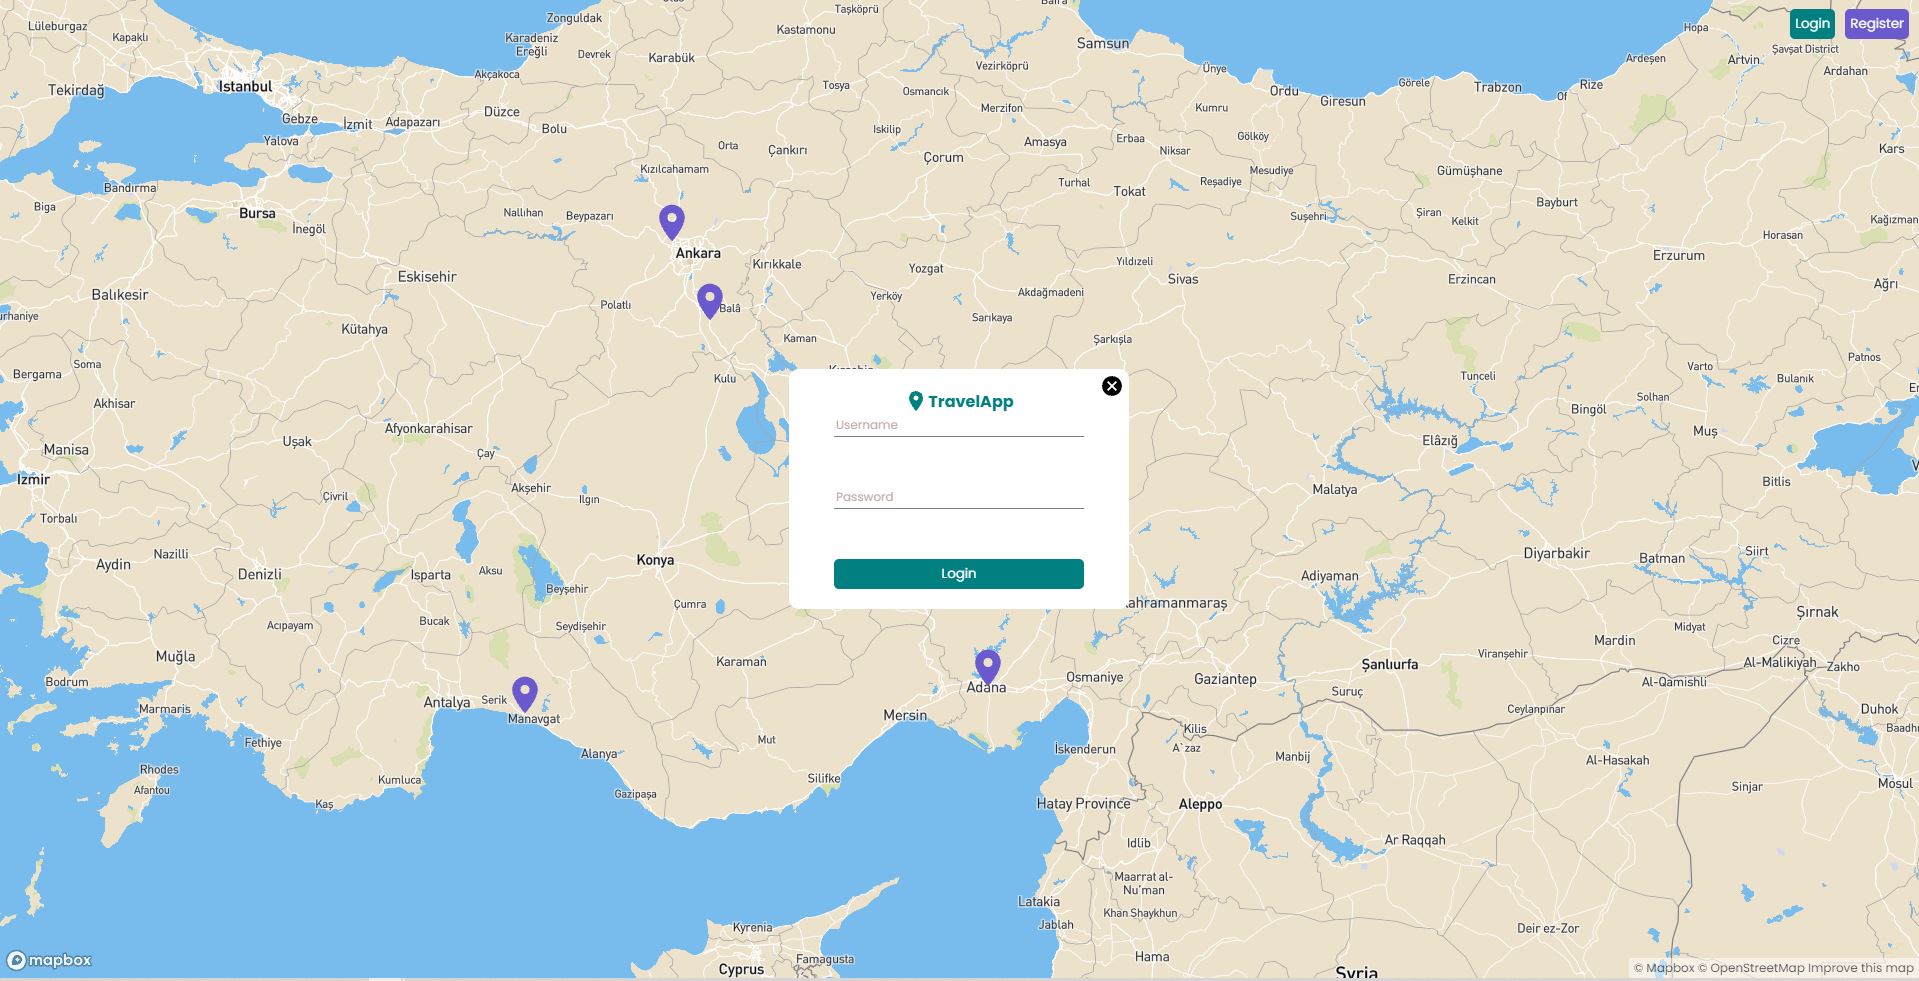 Zonguldak
Taşköprü
Bafra
Login
Register
Lüleburgaz
Kapaklı
Karadeniz
Ereğli
Devrek
Karabük
Kastamonu
Samsun
Hopa
Şavşat District
Artvin
Ardeşen
Ardahan
Istanbul
Tekirdağ
Akçakoca
Vezirköprü
Tosya
Osmancık
Ünye
Ordu
Giresun
Görele
Trabzon
Of
Rize
Gebze
İzmit
Adapazarı
Düzce
Bolu
Merzifon
Kumru
Yalova
Orta
Çankırı
Iskilip
Amasya
Erbaa
Gölköy
Kars
Çorum
Niksar
Kızılcahamam
Mesudiye
Gümüşhane
Bandırma
Turhal
Tokat
Reşadiye
Biga
Bursa
İnegöl
Nallıhan
Beypazarı
Suşehri
Şiran
Kelkit
Bayburt
Kağızman
Horasan
Ankara
Kırıkkale
Yozgat
Yıldızeli
Sivas
Erzincan
Erzurum
Ağrı
Eskisehir
Balıkesir
Polatlı
Balâ
Yerköy
Akdağmadeni
Sarıkaya
urhaniye
Kütahya
Kaman
Şarkışla
Soma
Bergama
Kulu
Tunceli
Varto
Patnos
Bulanık
Akhisar
TravelApp
Username
Password
Login
Bingöl
Solhan
Muş
Manisa
Uşak
Afyonkarahisar
Çay
Elâzığ
Izmir
Akşehir
Ilgın
Çivril
Malatya
Bitlis
Torbalı
Nazilli
Aydin
Denizli
Isparta
Aksu
Beyşehir
Konya
Çumra
Adiyaman
Diyarbakir
Batman
Siirt
ahramanmaraş
Şırnak
Acıpayam
Bucak
Seydişehir
Midyat
Mardin
Cizre
Muğla
Karaman
Şanlıurfa
Viranşehir
Al-Malikiyah
Zakho
Bodrum
Serik
Antalya
Manavgat
Adana
Osmaniye
Gaziantep
Suruç
Al-Qamishli
Ceylanpınar
Duhok
Marmaris
Mersin
Fethiye
Alanya
Mut
İskenderun
Kilis
A`zaz
Manbij
Al-Hasakah
Baadh
Rhodes
Afantou
Kumluca
Kaş
Gazipaşa
Silifke
Hatay Province
Aleppo
Sinjar
Mosul
Idlib
Ar Raqqah
Maarrat al-
Nu'man
Latakia
Khan Shaykhun
Jablah
Deir ez-Zor
Kyrenia
Famagusta
Cyprus
Hama
Syria
mapbox
© Mapbox © OpenStreetMap Improve this map